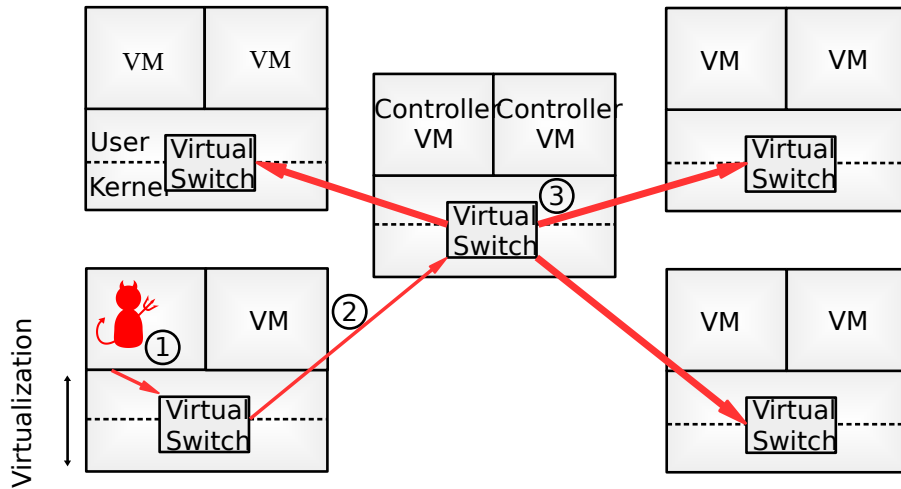 VM
VM
User
Kernel
Virtual
Switch
Controller
VM
Controller
VM
3
Virtual
Switch
VM
VM
Virtual
Switch
1
VM
2
Virtual
Switch
Virtualization
VM
VM
Virtual
Switch